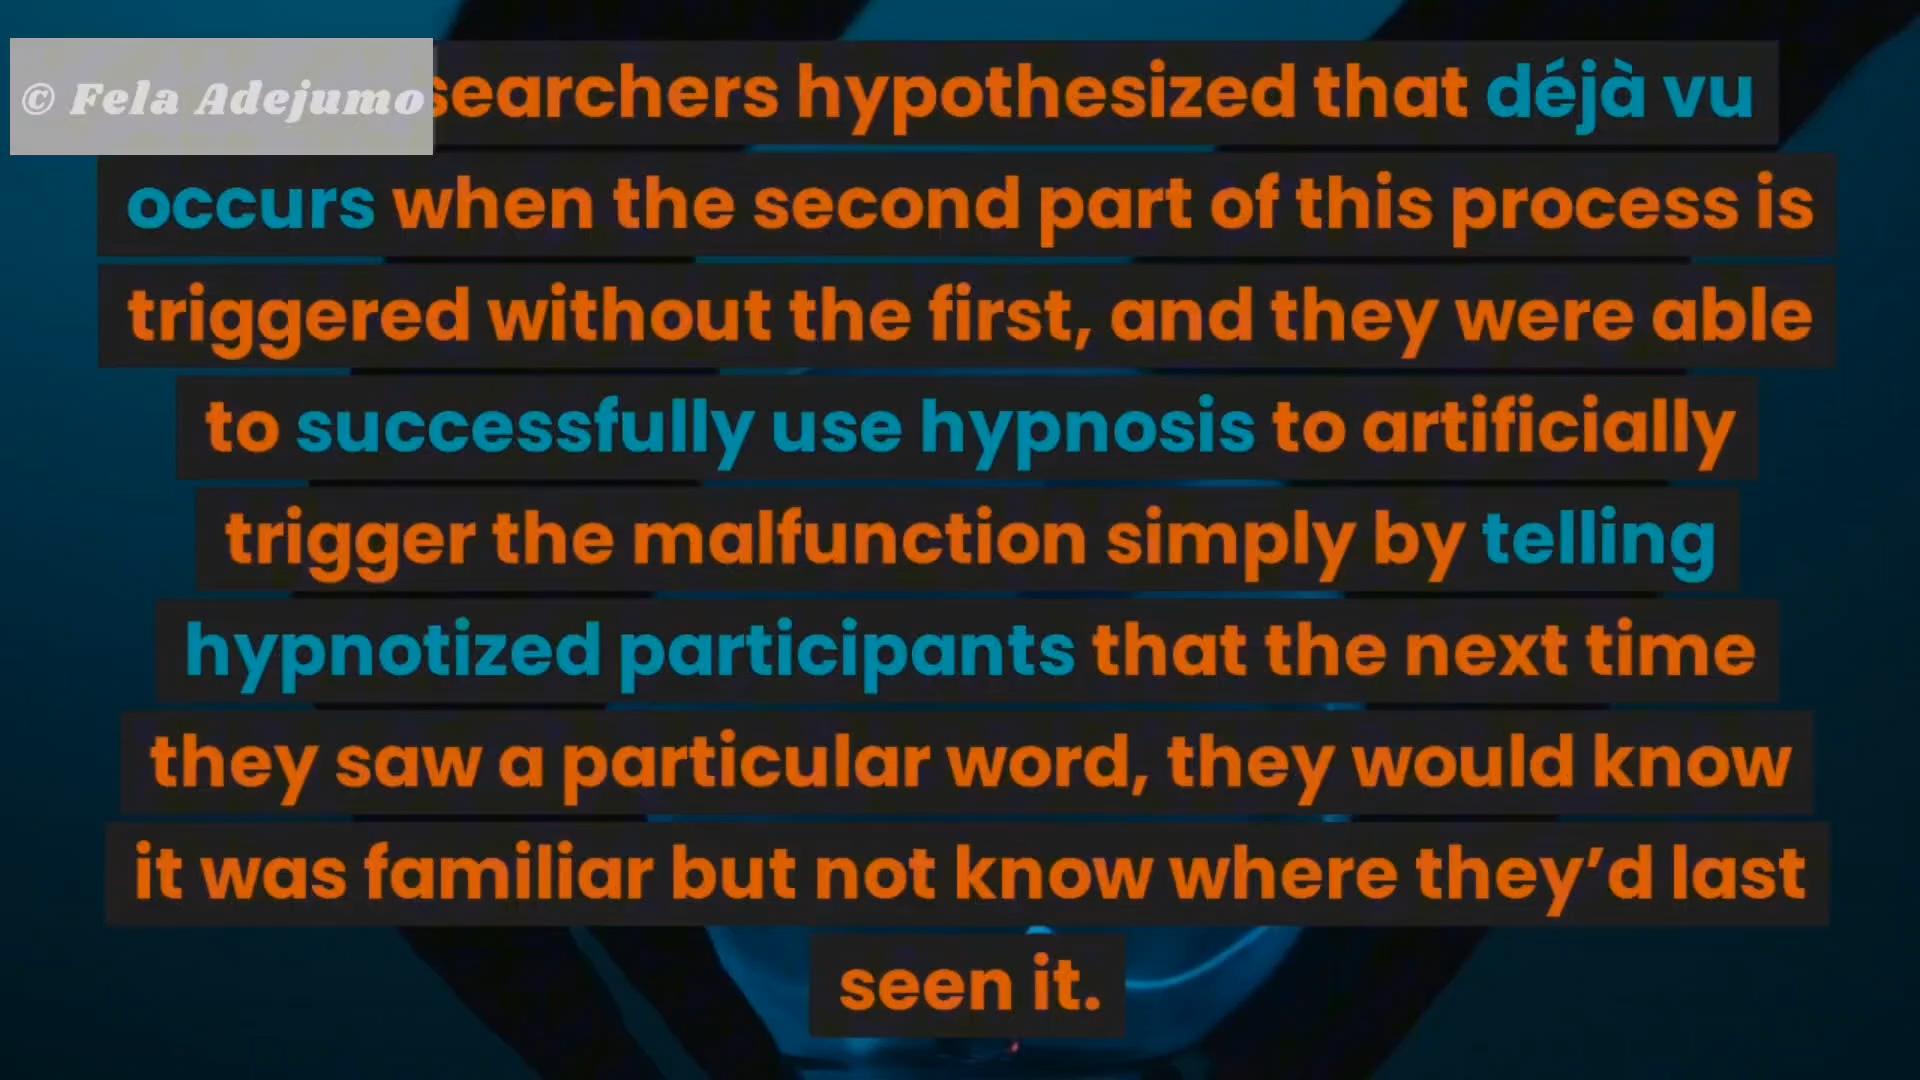 © Fela Adejumo
searchers hypothesized that déjà vu
occurs when the second part of this process is
triggered without the first, and they were able
to successfully use hypnosis to artificially
trigger the malfunction simply by telling
hypnotized participants that the next time
they saw a particular word, they would know
it was familiar but not know where they’d last
seen it.